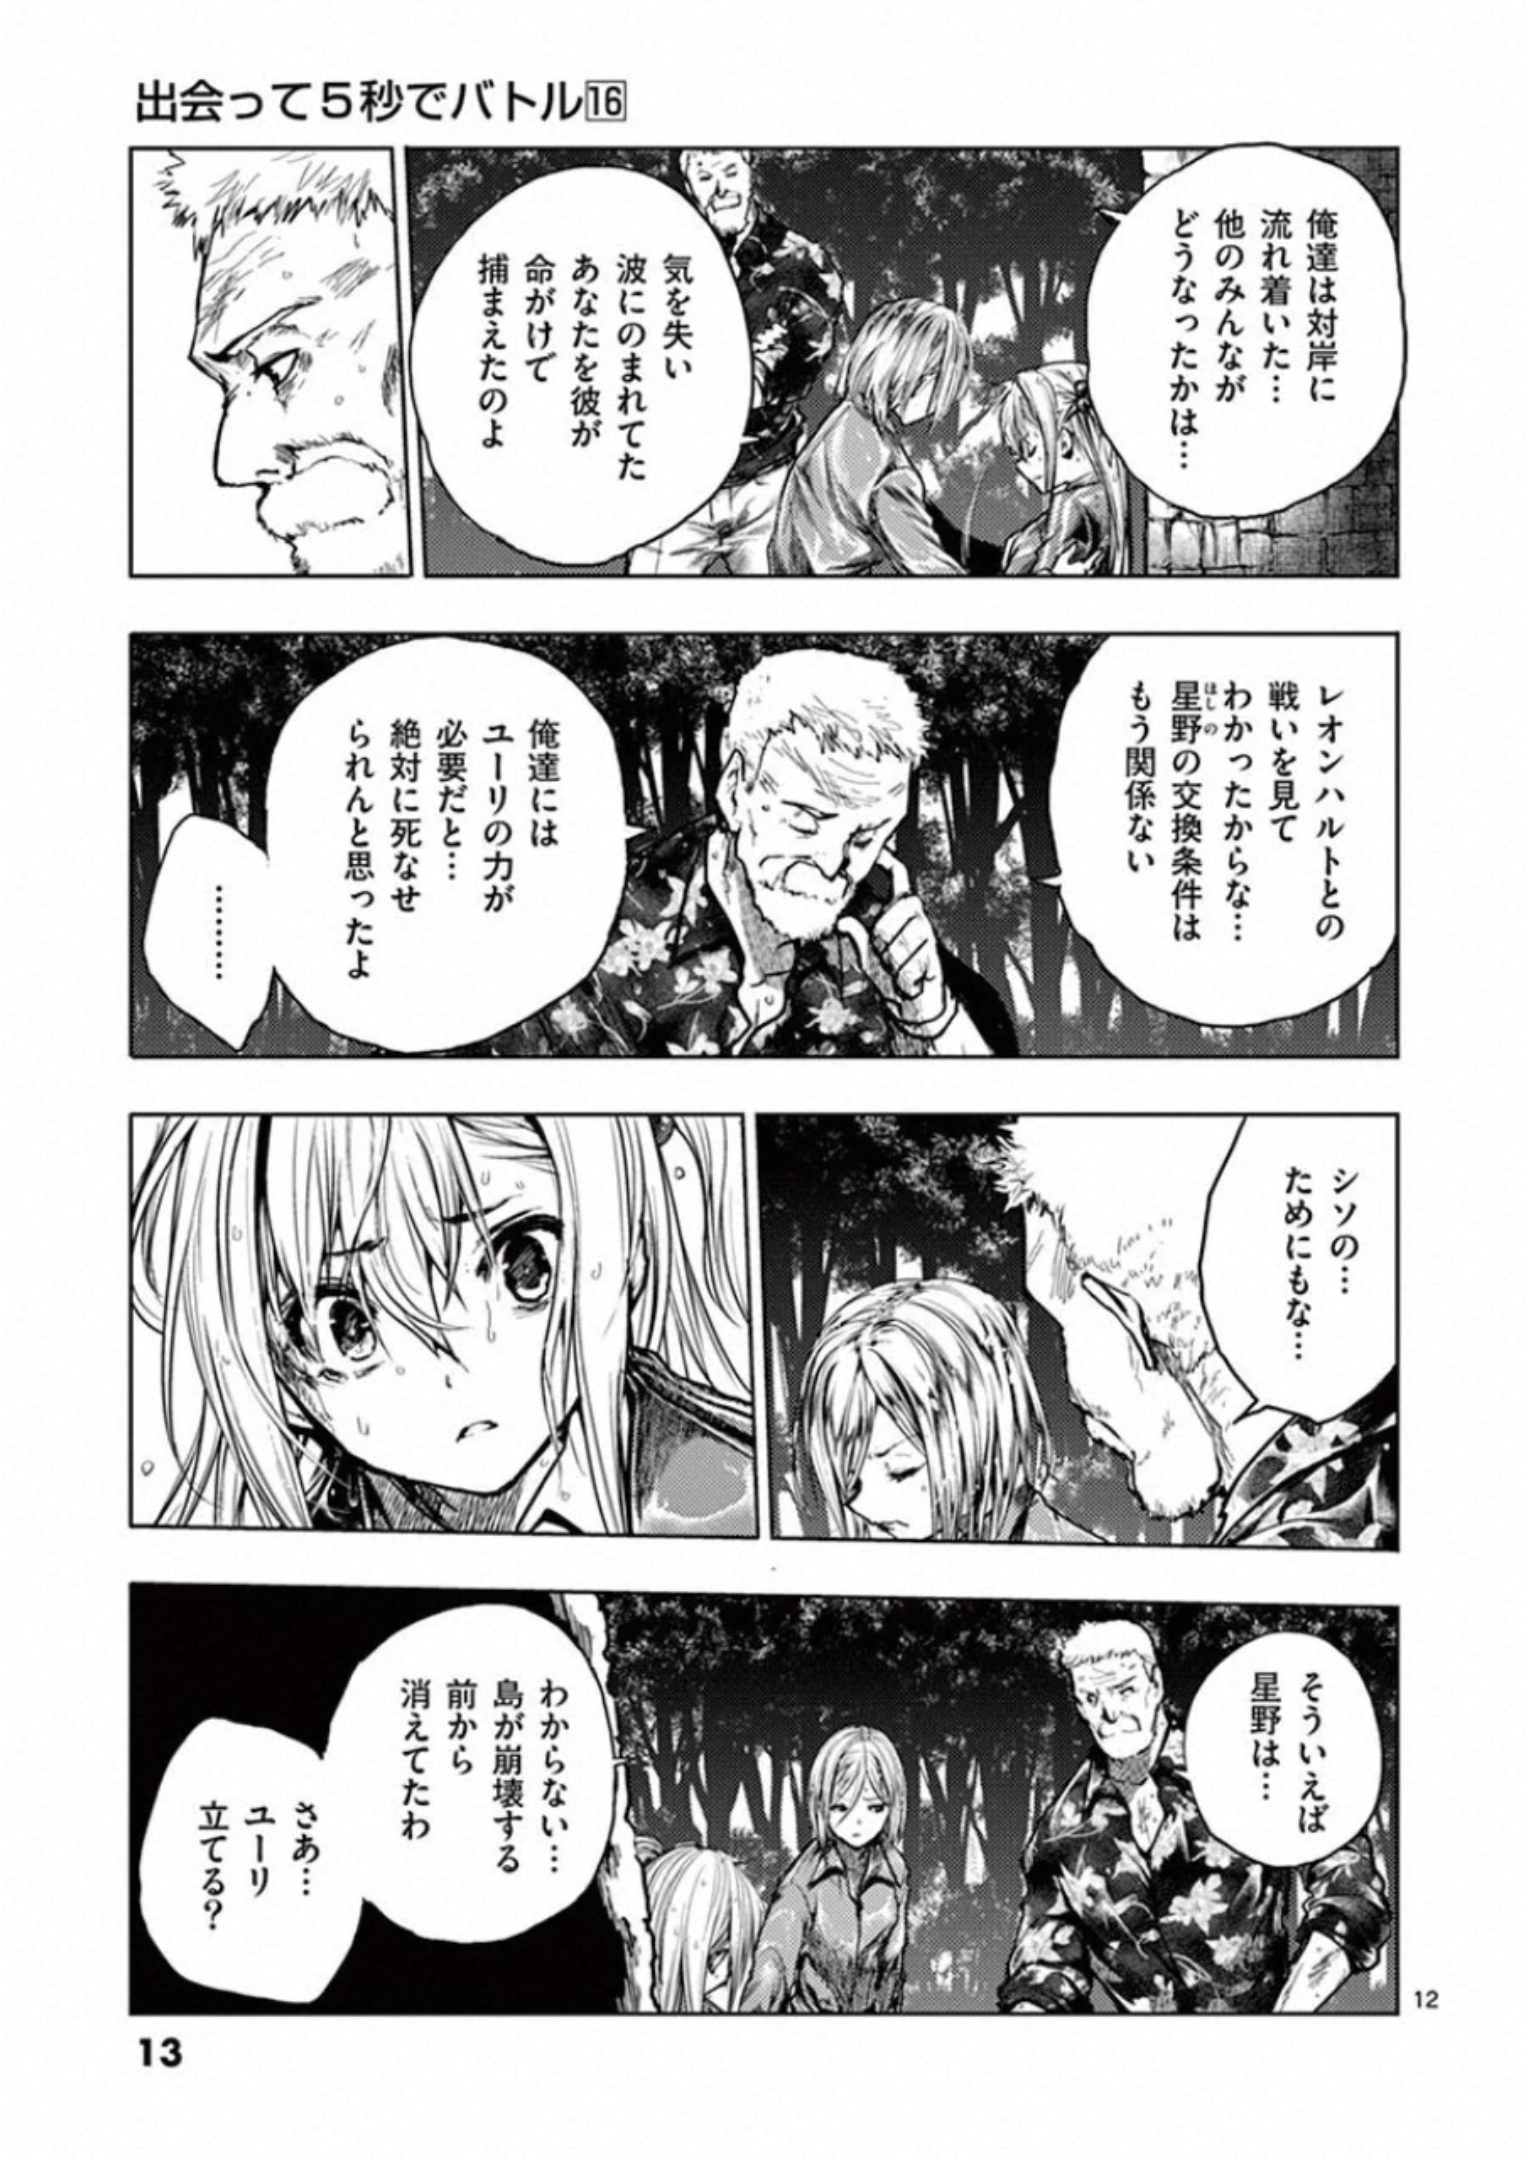 出会って5秒でバトル16
俺達は対岸に
流れ着いた…
他のみんなが
どうなったかは…
気を失い
波にのまれてた
あなたを彼が
命がけで
捕まえたのよ
レオンハルトとの
戦いを見て
わかったからな…
星野の交換条件は
ほしの
もう関係ない
俺達には
ユーリの力が
必要だと…
絶対に死なせ
られんと思ったよ
………
シソの…
ためにもな…
そういえば
星野は…
わからない…
島が崩壊する
前から
消えてたわ
さあ…
ユーリ
立てる？
12
13